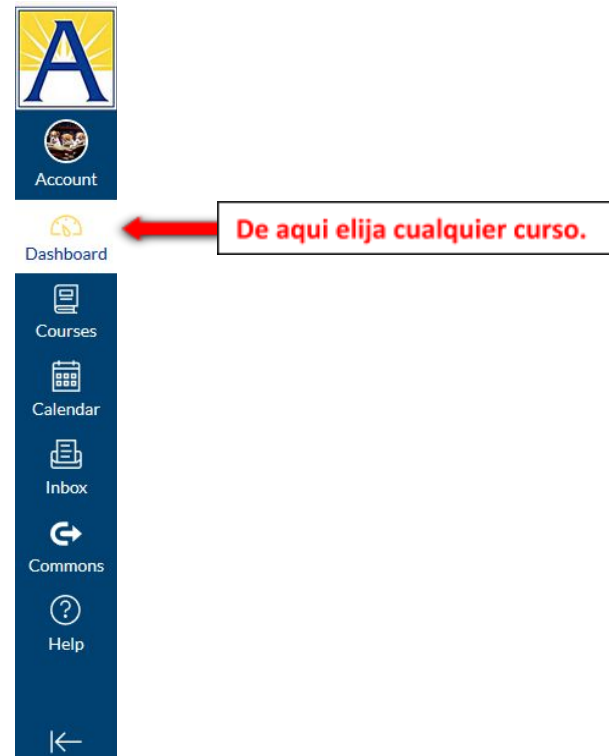 A
Account
Dashboard
De aqui elija cualquier curso.
Courses
Calendar
Inbox
Commons
Help